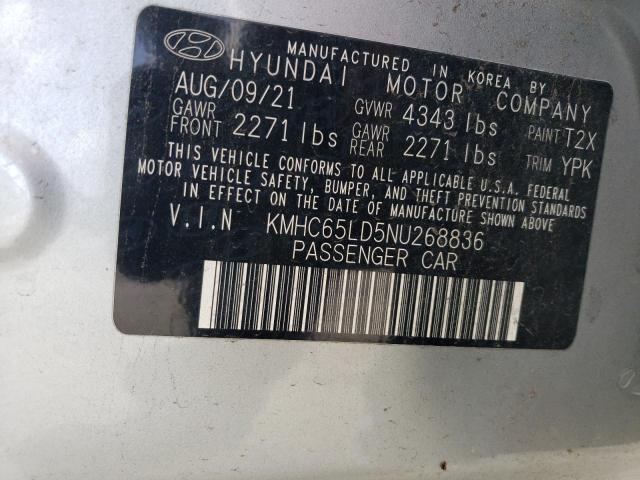 MANUFACTURED IN KOREA BY
HYUNDAI MOTOR COMPANY
AUG/09/21 GVWR 4343 lbs PAINT T2X
GAWR FRONT 2271 lbs GAWR REAR 2271 lbs TRIM YPK
THIS VEHICLE CONFORMS TO ALL APPLICABLE U.S.A. FEDERAL
MOTOR VEHICLE SAFETY, BUMPER, AND THEFT PREVENTION STANDARDS
IN EFFECT ON THE DATE OF MANUFACTURE SHOWN ABOVE
V.I.N KMHC65LD5NU268836
PASSENGER CAR